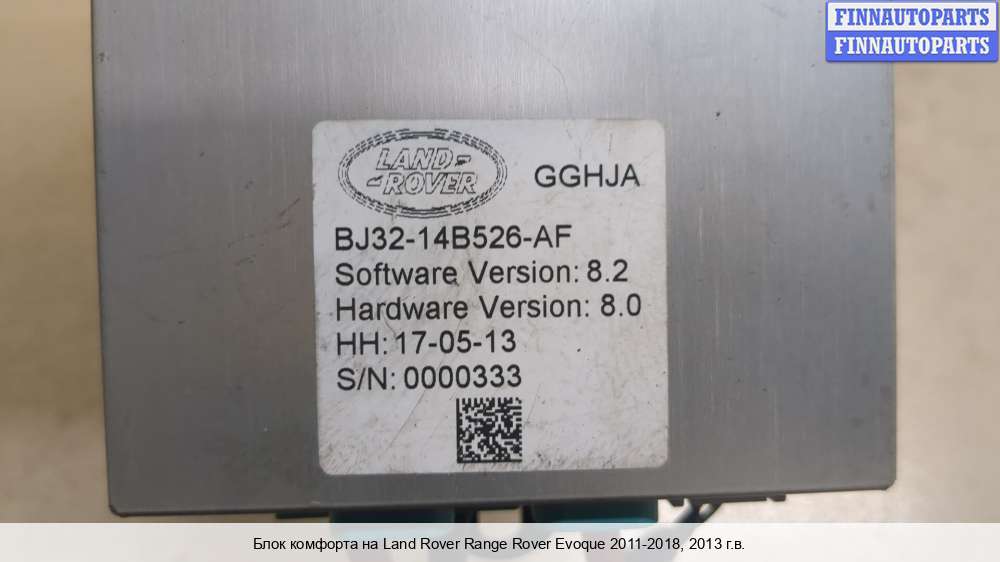 FINNAUTOPARTS
FINNAUTOPARTS
LAND-
-ROVER
GGHJA
BJ32-14B526-AF
Software Version: 8.2
Hardware Version: 8.0
HH: 17-05-13
S/N: 0000333
Блок комфорта на Land Rover Range Rover Evoque 2011-2018, 2013 г.в.